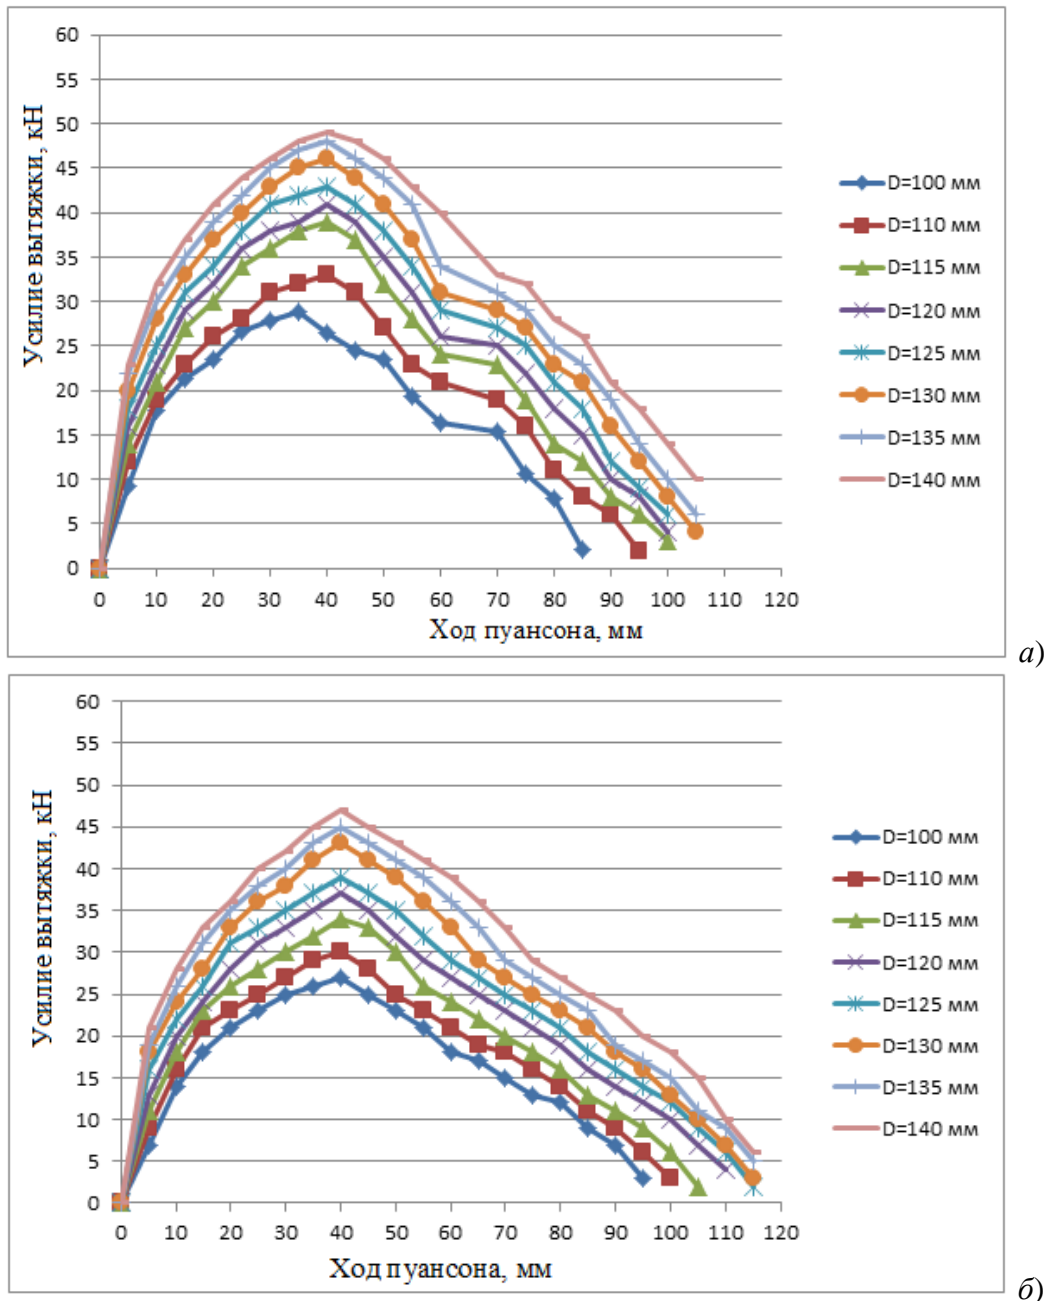 60
55
50
45
40
35
30
25
20
15
10
5
0
Усилие вытяжки, кН
0 10 20 30 40 50 60 70 80 90 100 110 120
Ход пуансона, мм
D=100 мм
D=110 мм
D=115 мм
D=120 мм
D=125 мм
D=130 мм
D=135 мм
D=140 мм
а)
60
55
50
45
40
35
30
25
20
15
10
5
0
Усилие вытяжки, кН
0 10 20 30 40 50 60 70 80 90 100 110 120
Ход пуансона, мм
D=100 мм
D=110 мм
D=115 мм
D=120 мм
D=125 мм
D=130 мм
D=135 мм
D=140 мм
б)